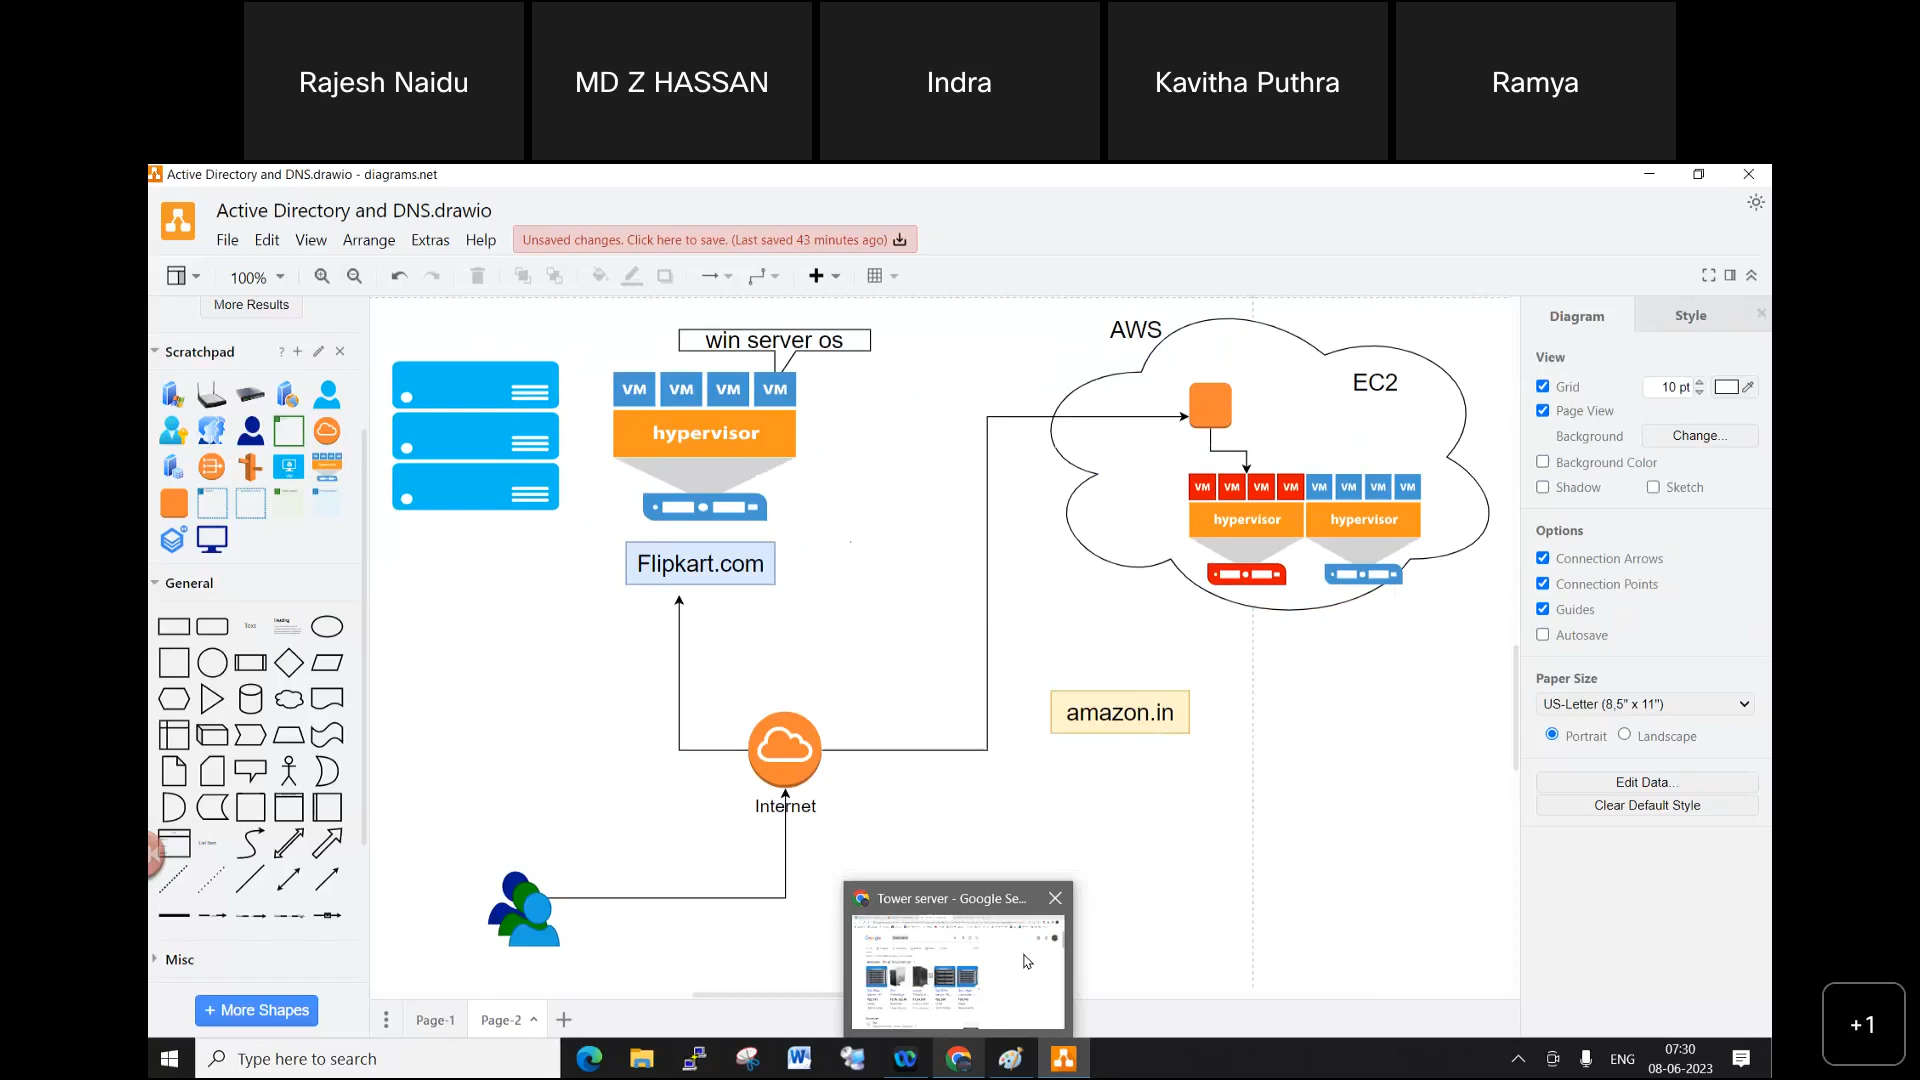 Rajesh Naidu
MD Z HASSAN
Indra
Kavitha Puthra
Ramya
Active Directory and DNS.drawio - diagrams.net
Active Directory and DNS.drawio
File Edit View Arrange Extras Help
Unsaved changes. Click here to save. (Last saved 43 minutes ago)
100%
More Results
Scratchpad
?
General
Text
Heading
List Item
Misc
+ More Shapes
win server os
VM VM VM VM
hypervisor
Flipkart.com
Internet
AWS
EC2
VM VM VM VM VM VM VM VM
hypervisor hypervisor
amazon.in
Tower server - Google Se...
Google
Page-1
Page-2
Diagram
Style
View
Grid
10 pt
Page View
Background
Change...
Background Color
Shadow
Sketch
Options
Connection Arrows
Connection Points
Guides
Autosave
Paper Size
US-Letter (8,5" x 11")
Portrait
Landscape
Edit Data...
Clear Default Style
Type here to search
ENG
07:30
08-06-2023
+1